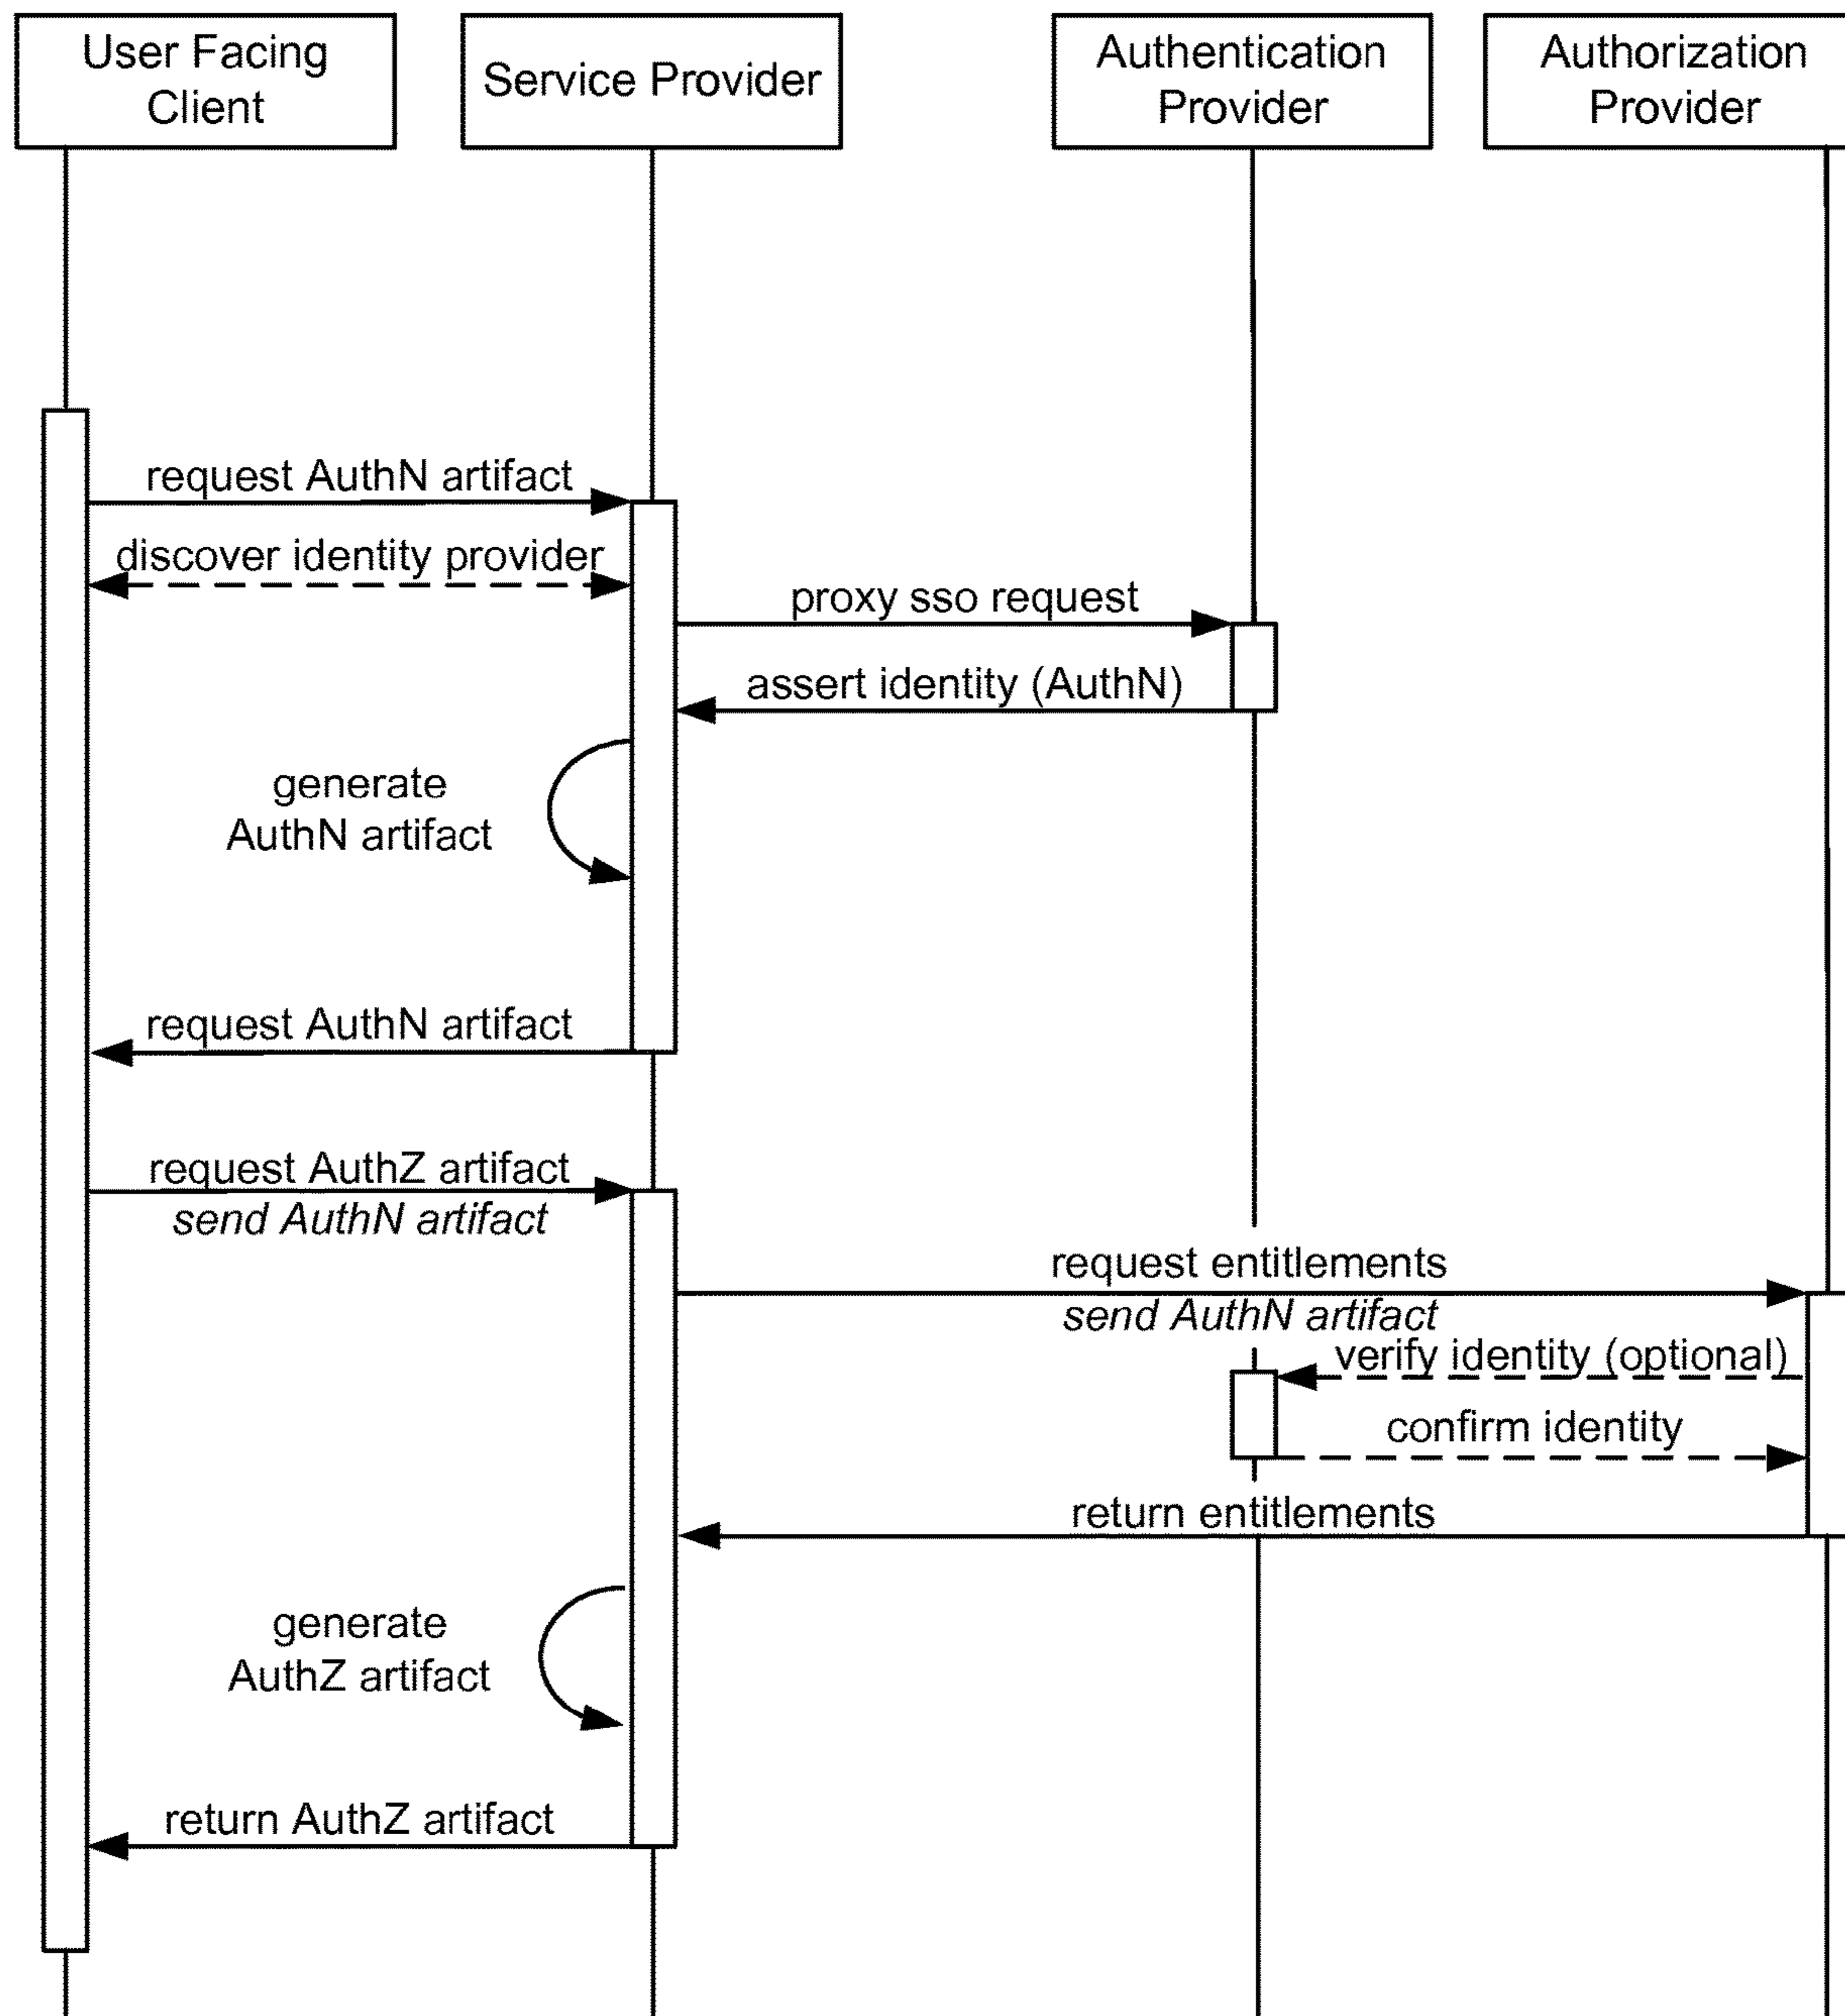 User Facing
Client
Service Provider
Authentication
Provider
Authorization
Provider
request AuthN artifact
discover identity provider
proxy sso request
assert identity (AuthN)
generate
AuthN artifact
request AuthN artifact
request AuthZ artifact
send AuthN artifact
request entitlements
send AuthN artifact
verify identity (optional)
confirm identity
return entitlements
generate
AuthZ artifact
return AuthZ artifact